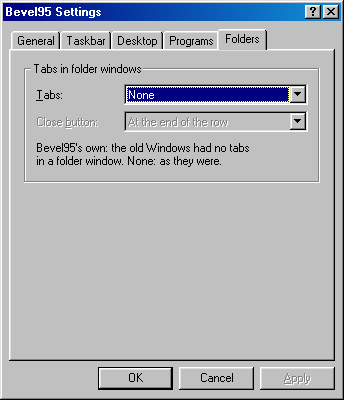 Bevel95 Settings
General
Taskbar
Desktop
Programs
Folders
Tabs in folder windows
Tabs:
None
Close button:
At the end of the row
Bevel95's own: the old Windows had no tabs
in a folder window. None: as they were.
OK
Cancel
Apply